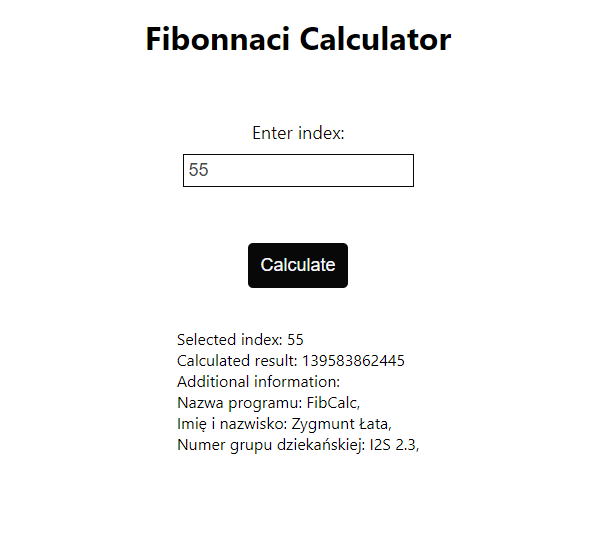 Fibonnaci Calculator
Enter index:
55
Calculate
Selected index: 55
Calculated result: 139583862445
Additional information:
Nazwa programu: FibCalc,
Imię i nazwisko: Zygmunt Łata,
Numer grupu dziekańskiej: I2S 2.3,